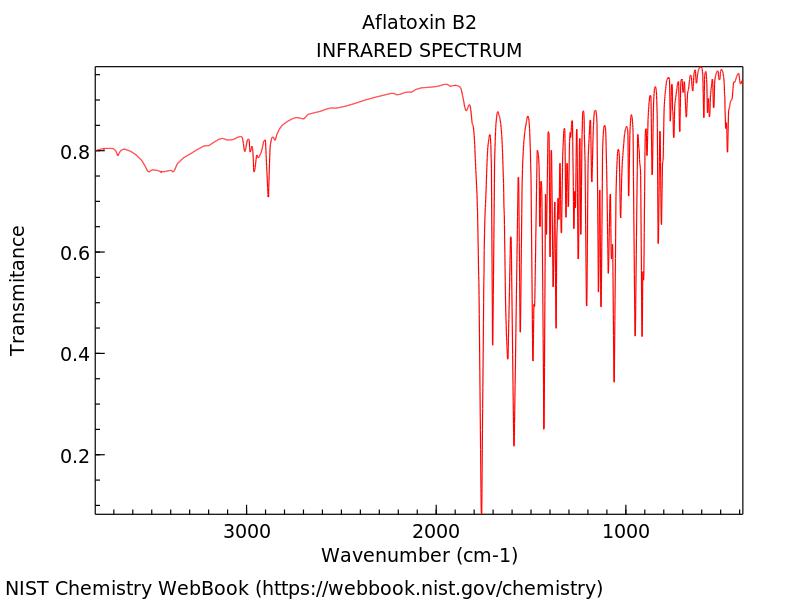 Aflatoxin B2
INFRARED SPECTRUM
0.8
0.6
0.4
0.2
Transmitance
3000
2000
1000
Wavenumber (cm-1)
NIST Chemistry WebBook (https://webbook.nist.gov/chemistry)